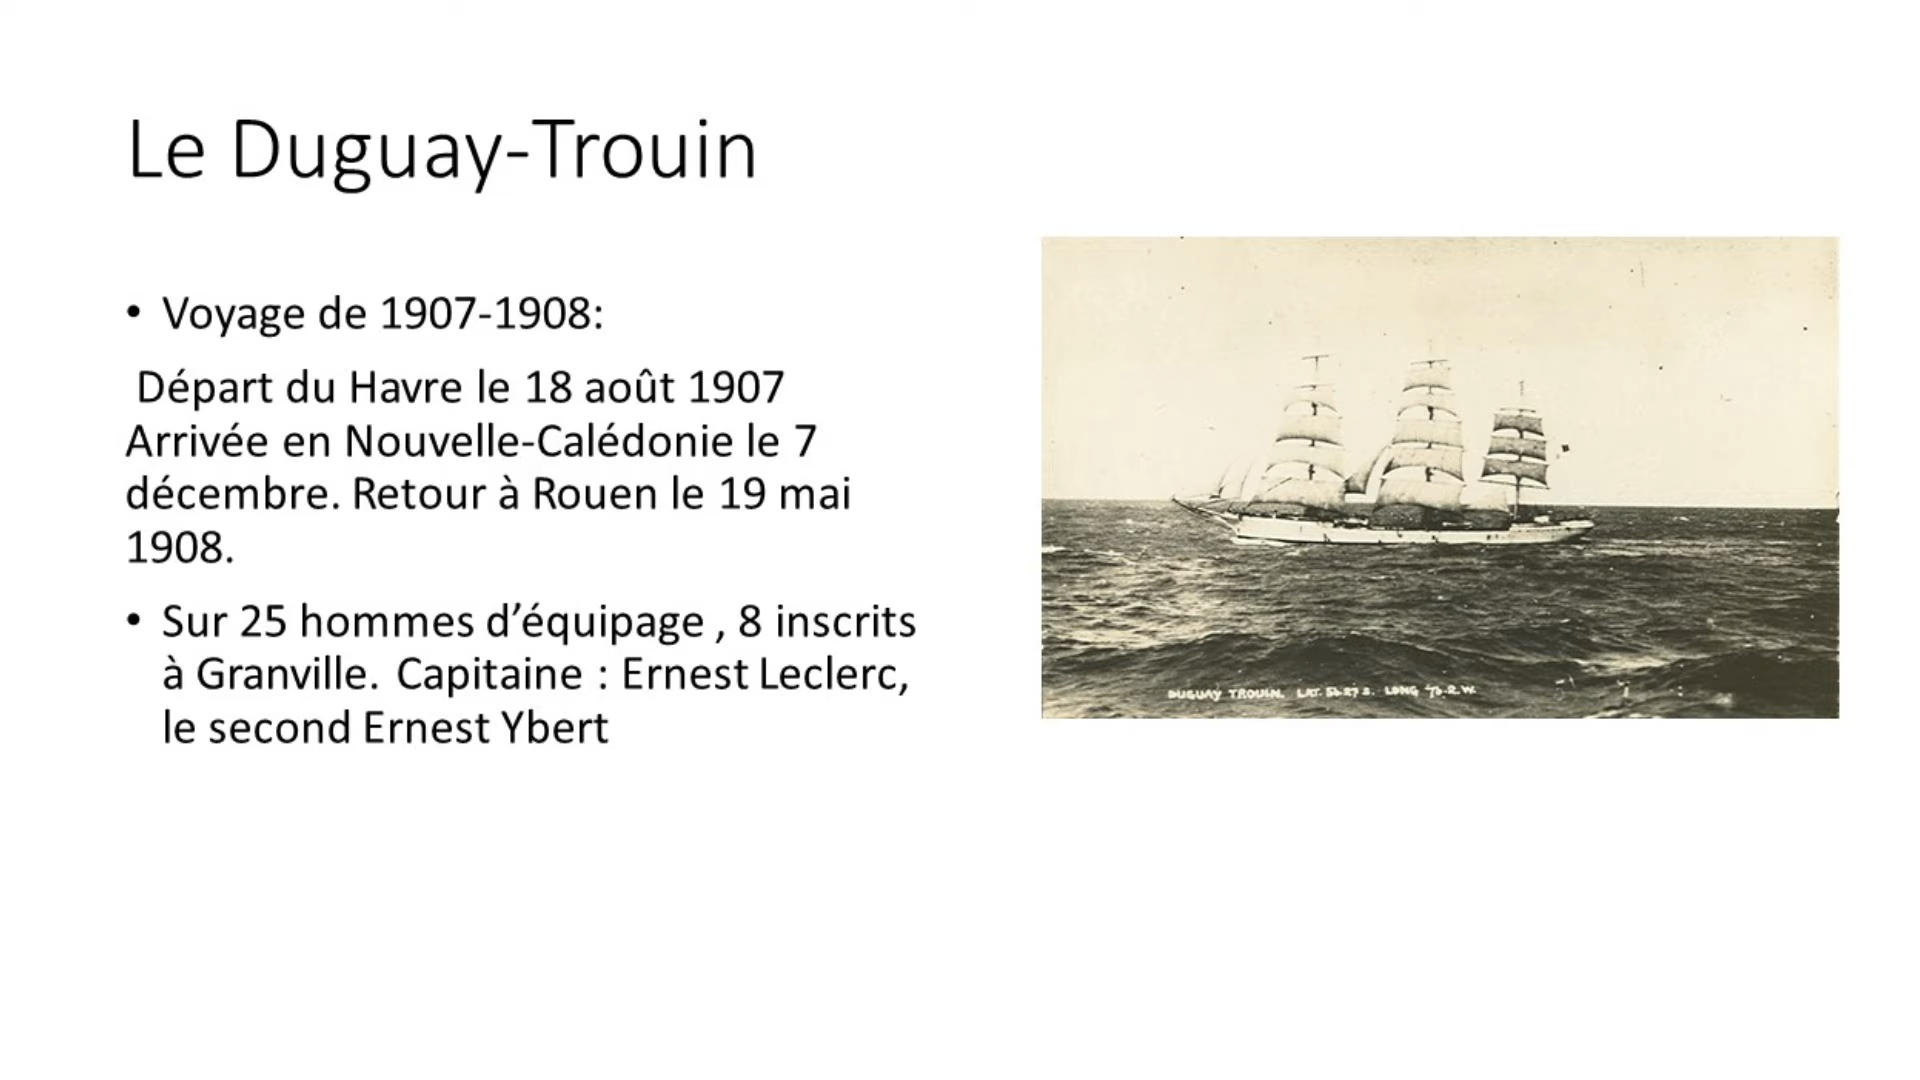 Le Duguay-Trouin
• Voyage de 1907-1908:
Départ du Havre le 18 août 1907
Arrivée en Nouvelle-Calédonie le 7
décembre. Retour à Rouen le 19 mai
1908.
• Sur 25 hommes d’équipage , 8 inscrits
à Granville. Capitaine : Ernest Leclerc,
le second Ernest Ybert
DUGUAY TROUIN. LAT. 56.27 S. LONG W.